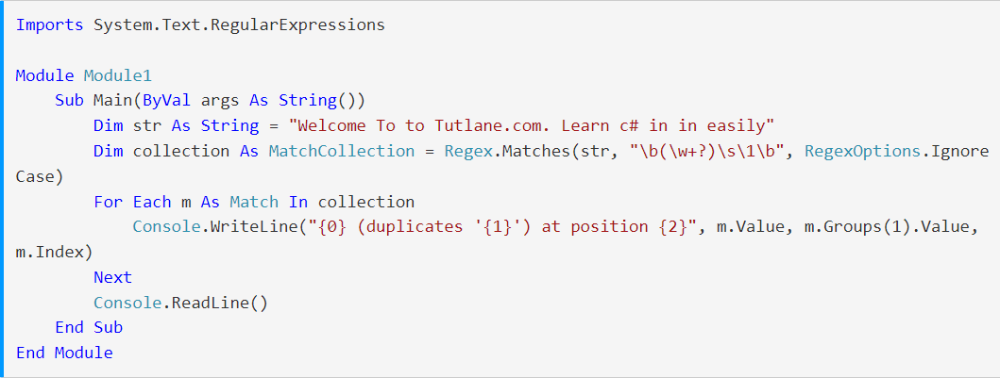 Imports System.Text.RegularExpressions

Module Module1
    Sub Main(ByVal args As String())
        Dim str As String = "Welcome To to Tutlane.com. Learn c# in in easily"
        Dim collection As MatchCollection = Regex.Matches(str, "\b(\w+?)\s\1\b", RegexOptions.Ignore
Case)
        For Each m As Match In collection
            Console.WriteLine("{0} (duplicates '{1}') at position {2}", m.Value, m.Groups(1).Value,
m.Index)
        Next
        Console.ReadLine()
    End Sub
End Module